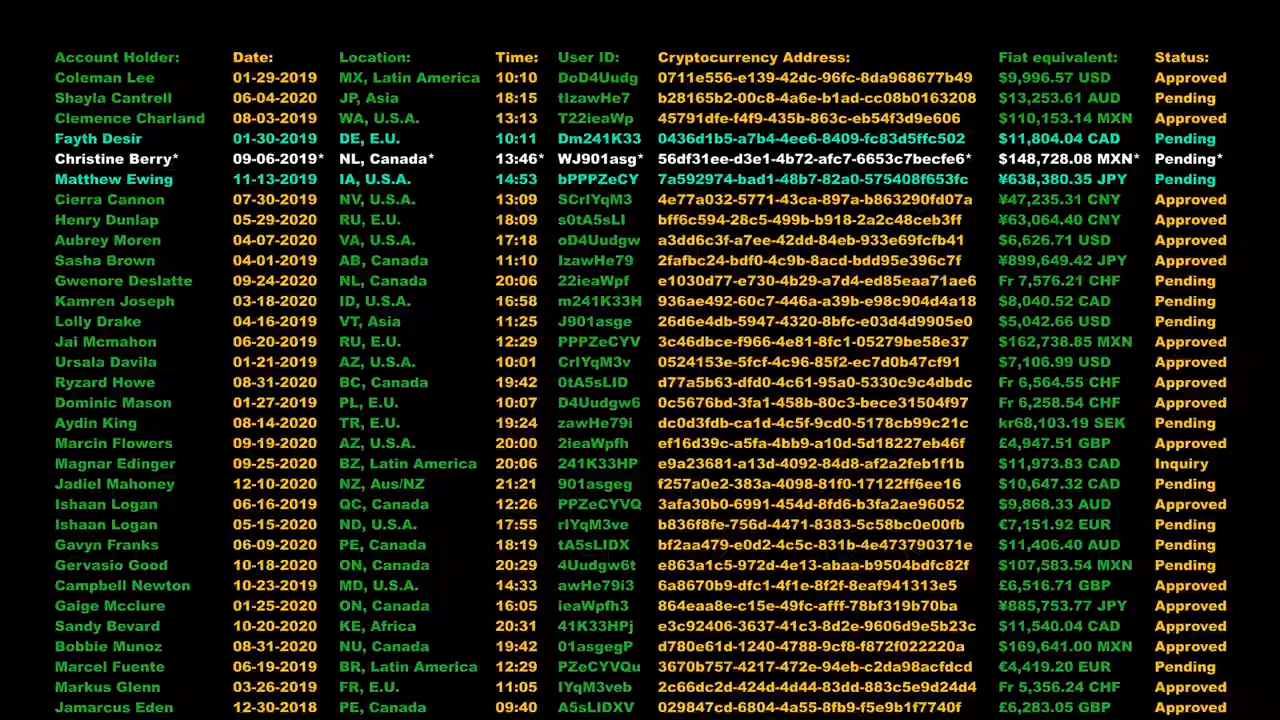 Account Holder: Date: Location: Time: User ID: Cryptocurrency Address: Fiat equivalent: Status:
Coleman Lee 01-29-2019 MX, Latin America 10:10 DoD4Uudg 0711e556-e139-42dc-96fc-8da968677b49 $9,996.57 USD Approved
Shayla Cantrell 06-04-2020 JP, Asia 18:15 tIzawHe7 b28165b2-00c8-4a6e-b1ad-cc08b0163208 $13,253.61 AUD Pending
Clemence Charland 08-03-2019 WA, U.S.A. 13:13 T22ieaWp 45791dfe-f4f9-435b-863c-eb54f3d9e606 $110,153.14 MXN Approved
Fayth Desir 01-30-2019 DE, E.U. 10:11 Dm241K33 0436d1b5-a7b4-4ee6-8409-fc83d5ffc502 $11,804.04 CAD Pending
Christine Berry* 09-06-2019* NL, Canada* 13:46* WJ901asg* 56df31ee-d3e1-4b72-afc7-6653c7becfe6* $148,728.08 MXN* Pending*
Matthew Ewing 11-13-2019 IA, U.S.A. 14:53 bPPPZeCY 7a592974-bad1-48b7-82a0-575408f653fc ¥638,380.35 JPY Pending
Cierra Cannon 07-30-2019 NV, U.S.A. 13:09 SCrIYqM3 4e77a032-5771-43ca-897a-b863290fd07a ¥47,235.31 CNY Approved
Henry Dunlap 05-29-2020 RU, E.U. 18:09 s0tA5sLI bff6c594-28c5-499b-b918-2a2c48ceb3ff ¥63,064.40 CNY Approved
Aubrey Moren 04-07-2020 VA, U.S.A. 17:18 oD4Uudgw a3dd6c3f-a7ee-42dd-84eb-933e69fcfb41 $6,626.71 USD Approved
Sasha Brown 04-01-2019 AB, Canada 11:10 IzawHe79 2fafbc24-bdf0-4c9b-8acd-bdd95e396c7f ¥899,649.42 JPY Approved
Gwenore Deslatte 09-24-2020 NL, Canada 20:06 22ieaWpf e1030d77-e730-4b29-a7d4-ed85eaa71ae6 Fr 7,576.21 CHF Pending
Kamren Joseph 03-18-2020 ID, U.S.A. 16:58 m241K33H 936ae492-60c7-446a-a39b-e98c904d4a18 $8,040.52 CAD Pending
Lolly Drake 04-16-2019 VT, Asia 11:25 J901asge 26d6e4db-5947-4320-8bfc-e03d4d9905e0 $5,042.66 USD Pending
Jai Mcmahon 06-20-2019 RU, E.U. 12:29 PPPZeCYV 3c46dbce-f966-4e81-8fc1-05279be58e37 $162,738.85 MXN Approved
Ursala Davila 01-21-2019 AZ, U.S.A. 10:01 CrIYqM3v 0524153e-5fcf-4c96-85f2-ec7d0b47cf91 $7,106.99 USD Approved
Ryzard Howe 08-31-2020 BC, Canada 19:42 0tA5sLID d77a5b63-dfd0-4c61-95a0-5330c9c4dbdc Fr 6,564.55 CHF Approved
Dominic Mason 01-27-2019 PL, E.U. 10:07 D4Uudgw6 0c5676bd-3fa1-458b-80c3-bece31504f97 Fr 6,258.54 CHF Approved
Aydin King 08-14-2020 TR, E.U. 19:24 zawHe79i dc0d3fdb-ca1d-4c5f-9cd0-5178cb99c21c kr68,103.19 SEK Pending
Marcin Flowers 09-19-2020 AZ, U.S.A. 20:00 2ieaWpfh ef16d39c-a5fa-4bb9-a10d-5d18227eb46f £4,947.51 GBP Approved
Magnar Edinger 09-25-2020 BZ, Latin America 20:06 241K33HP e9a23681-a13d-4092-84d8-af2a2feb1f1b $11,973.83 CAD Inquiry
Jadiel Mahoney 12-10-2020 NZ, Aus/NZ 21:21 901asgeg f257a0e2-383a-4098-81f0-17122ff6ee16 $10,647.32 CAD Pending
Ishaan Logan 06-16-2019 QC, Canada 12:26 PPZeCYVQ 3afa30b0-6991-454d-8fd6-b3fa2ae96052 $9,868.33 AUD Approved
Ishaan Logan 05-15-2020 ND, U.S.A. 17:55 rIYqM3ve b836f8fe-756d-4471-8383-5c58bc0e00fb €7,151.92 EUR Pending
Gavyn Franks 06-09-2020 PE, Canada 18:19 tA5sLIDX bf2aa479-e0d2-4c5c-831b-4e473790371e $11,406.40 AUD Pending
Gervasio Good 10-18-2020 ON, Canada 20:29 4Uudgw6t e863a1c5-972d-4e13-abaa-b9504bdfc82f $107,583.54 MXN Pending
Campbell Newton 10-23-2019 MD, U.S.A. 14:33 awHe79i3 6a8670b9-dfc1-4f1e-8f2f-8eaf941313e5 £6,516.71 GBP Approved
Gaige Mcclure 01-25-2020 ON, Canada 16:05 ieaWpfh3 864eaa8e-c15e-49fc-afff-78bf319b70ba ¥885,753.77 JPY Approved
Sandy Bevard 10-20-2020 KE, Africa 20:31 41K33HPj e3c92406-3637-41c3-8d2e-9606d9e5b23c $11,540.04 CAD Approved
Bobbie Munoz 08-31-2020 NU, Canada 19:42 01asgegP d780e61d-1240-4788-9cf8-f872f022220a $169,641.00 MXN Approved
Marcel Fuente 06-19-2019 BR, Latin America 12:29 PZeCYVQu 3670b757-4217-472e-94eb-c2da98acfdcd €4,419.20 EUR Pending
Markus Glenn 03-26-2019 FR, E.U. 11:05 IYqM3veb 2c66dc2d-424d-4d44-83dd-883c5e9d24d4 Fr 5,356.24 CHF Approved
Jamarcus Eden 12-30-2018 PE, Canada 09:40 A5sLIDXV 029847cd-6804-4a55-8fb9-f5e9b1f7740f £6,283.05 GBP Approved